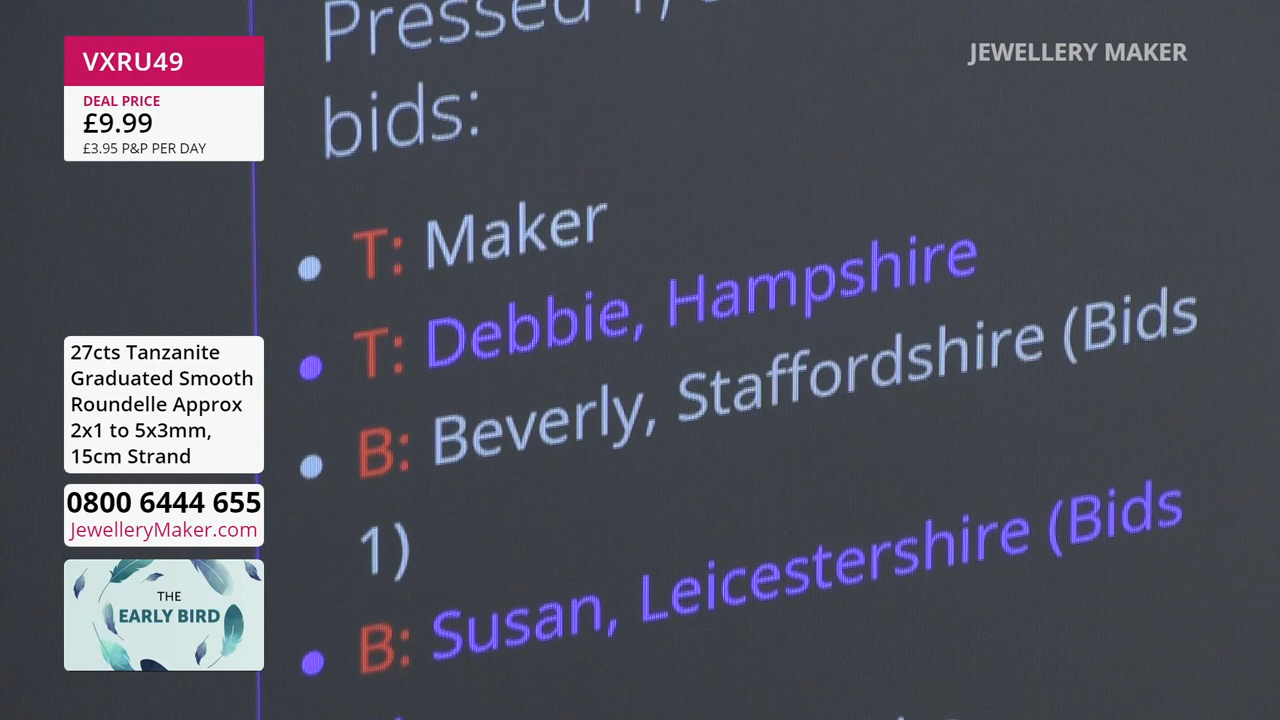 VXRU49
DEAL PRICE
£9.99
£3.95 P&P PER DAY
JEWELLERY MAKER
Pressed
bids:
T: Maker
T: Debbie, Hampshire
B: Beverly, Staffordshire (Bids
1)
B: Susan, Leicestershire (Bids
27cts Tanzanite
Graduated Smooth
Roundelle Approx
2x1 to 5x3mm,
15cm Strand
0800 6444 655
JewelleryMaker.com
THE
EARLY BIRD